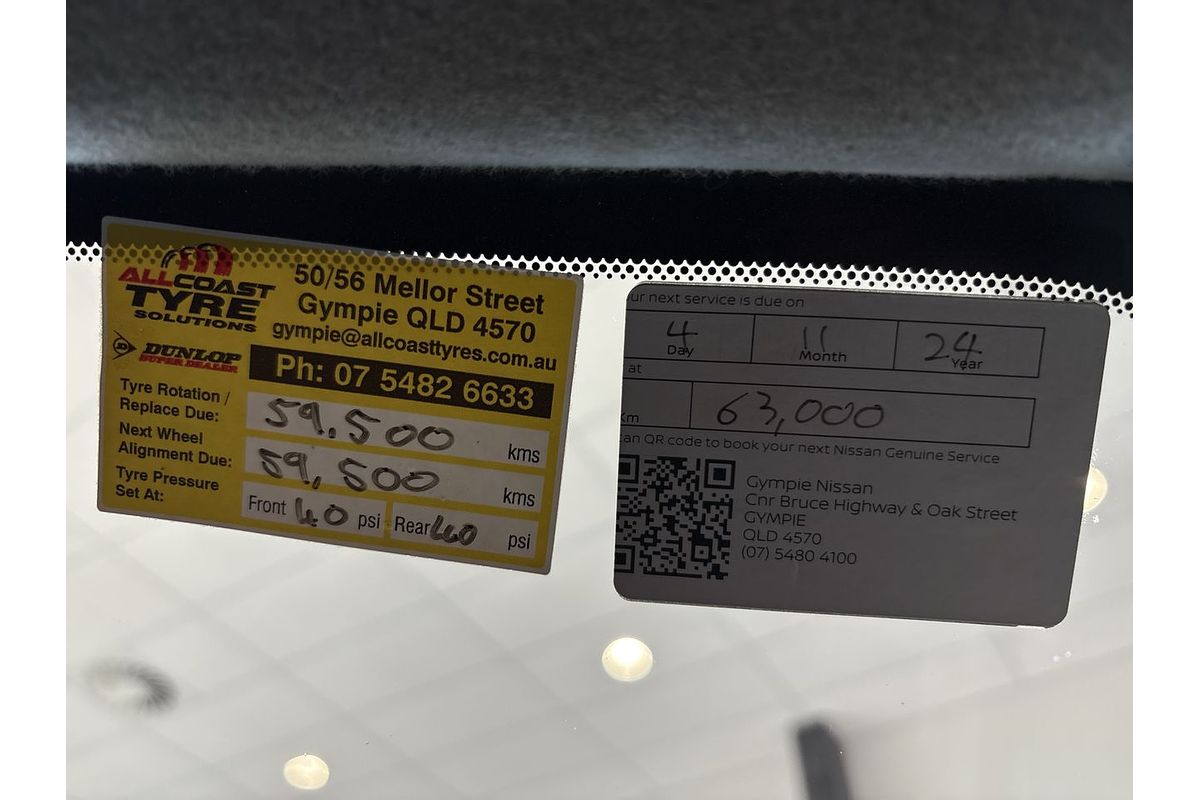 ALLCOAST
TYRE
SOLUTIONS
DUNLOP
SUPER DEALER
50/56 Mellor Street
Gympie QLD 4570
gympie@allcoasttyres.com.au
Ph: 07 5482 6633
Tyre Rotation /
Replace Due: 59,500 kms
Next Wheel
Alignment Due: 59,500 kms
Tyre Pressure
Set At: Front 40 psi Rear 40 psi
ur next service is due on
4 11 24
Day Month Year
at
km 63,000
can QR code to book your next Nissan Genuine Service
Gympie Nissan
Cnr Bruce Highway & Oak Street
GYMPIE
QLD 4570
(07) 5480 4100